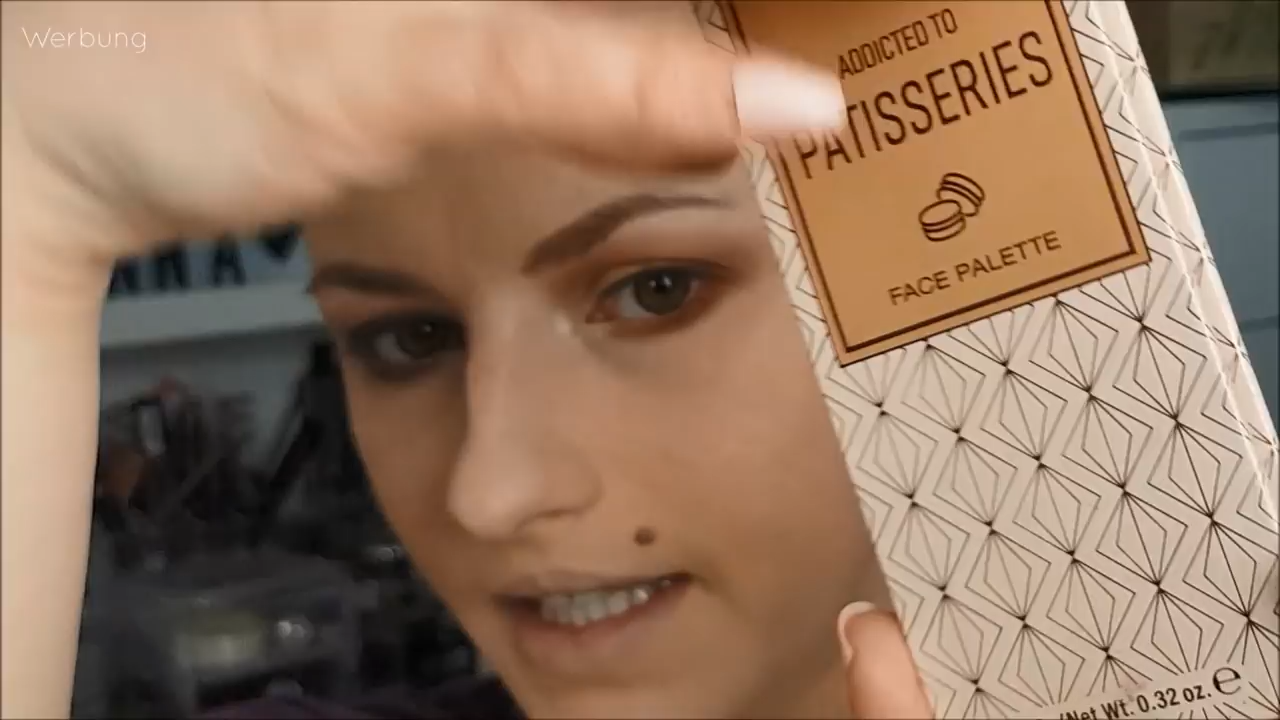 Werbung
ADDICTED TO
PATISSERIES
FACE PALETTE
/Net Wt. 0.32 oz. e